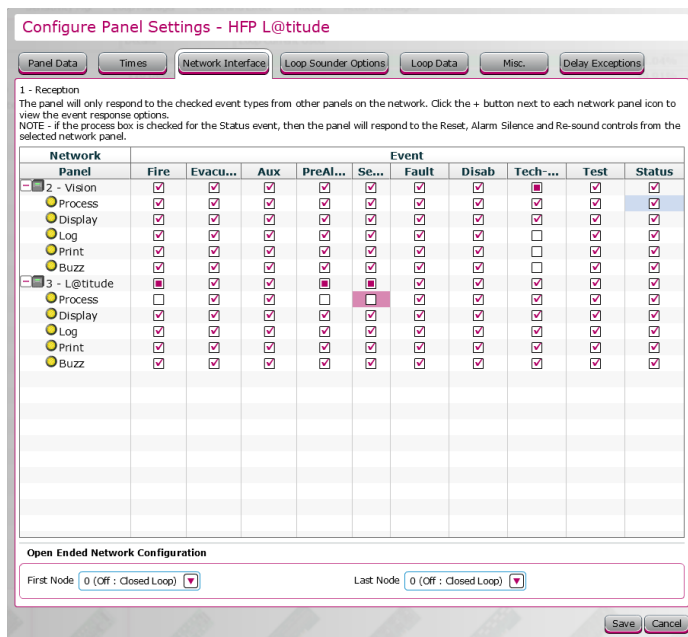 Configure Panel Settings - HFP L@titude
Panel Data Times Network Interface Loop Sounder Options Loop Data Misc. Delay Exceptions
1 - Reception
The panel will only respond to the checked event types from other panels on the network. Click the + button next to each network panel icon to
view the event response options.
NOTE - if the process box is checked for the Status event, then the panel will respond to the Reset, Alarm Silence and Re-sound controls from the
selected network panel.
Network Event
Panel Fire Evacu... Aux PreAl... Se... Fault Disab Tech-... Test Status
2 - Vision
Process
Display
Log
Print
Buzz
3 - L@titude
Process
Display
Log
Print
Buzz
Open Ended Network Configuration
First Node 0 (Off : Closed Loop) Last Node 0 (Off : Closed Loop)
Save Cancel